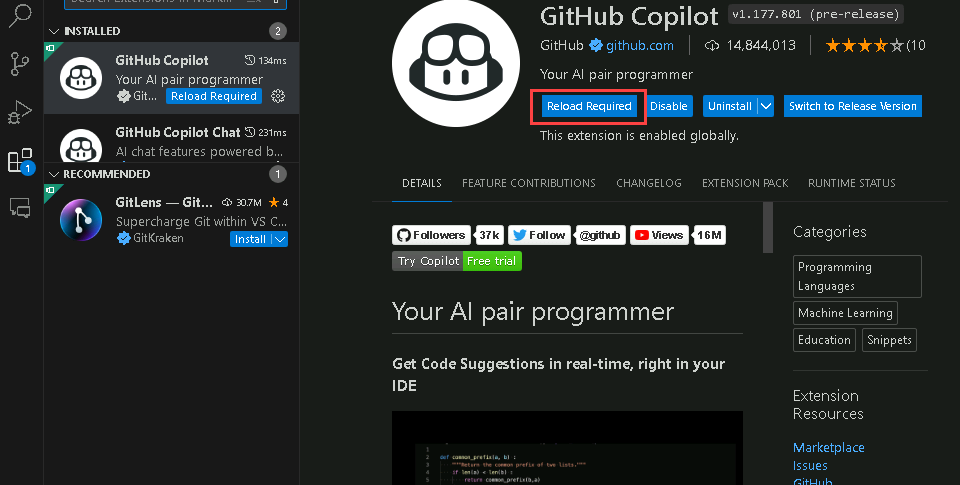 Search Extensions in Mark...
INSTALLED
2
GitHub Copilot
134ms
Your AI pair programmer
Git...
Reload Required
GitHub Copilot Chat
231ms
AI chat features powered b...
1
RECOMMENDED
1
GitLens — Git...
30.7M
4
Supercharge Git within VS C...
GitKraken
Install
GitHub Copilot
v1.177.801 (pre-release)
GitHub
github.com
14,844,013
(10
Your AI pair programmer
Reload Required
Disable
Uninstall
Switch to Release Version
This extension is enabled globally.
DETAILS
FEATURE CONTRIBUTIONS
CHANGELOG
EXTENSION PACK
RUNTIME STATUS
Followers
37k
Follow
@github
Views
16M
Try Copilot
Free trial
Your AI pair programmer
Get Code Suggestions in real-time, right in your
IDE
1
2 def common_prefix(a, b) :
3 """Return the common prefix of two lists."""
4 if len(a) < len(b) :
5 return common_prefix(b,a)
Categories
Programming
Languages
Machine Learning
Education
Snippets
Extension
Resources
Marketplace
Issues
GitHub